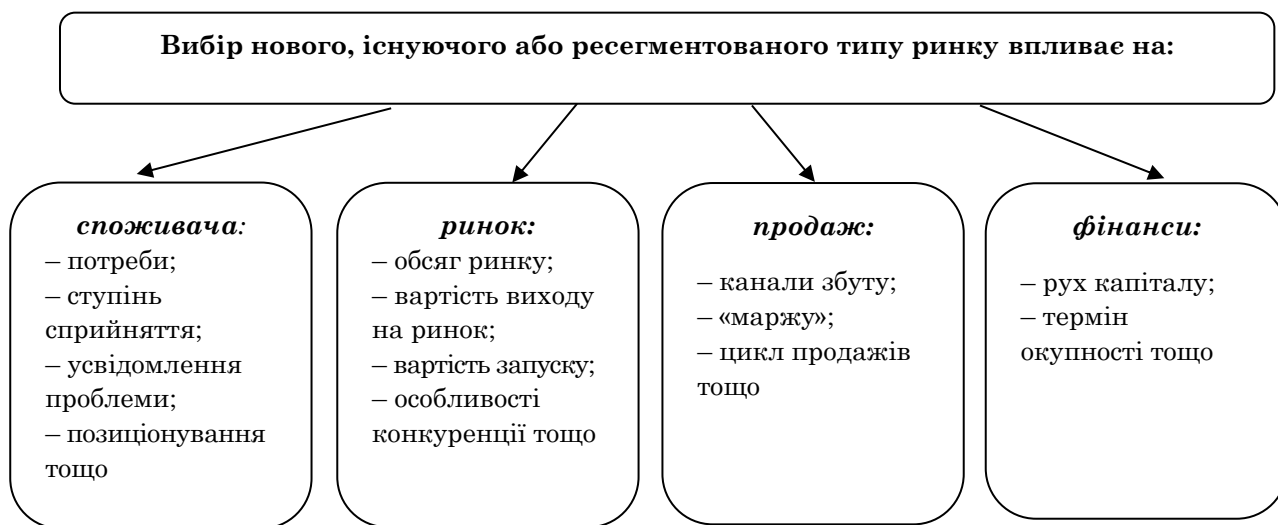 Вибір нового, існуючого або ресегментованого типу ринку впливає на:
споживача:
– потреби;
– ступінь
сприйняття;
– усвідомлення
проблеми;
– позиціонування
тощо
ринок:
– обсяг ринку;
– вартість виходу
на ринок;
– вартість запуску;
– особливості
конкуренції тощо
продаж:
– канали збуту;
– «маржу»;
– цикл продажів
тощо
фінанси:
– рух капіталу;
– термін
окупності тощо